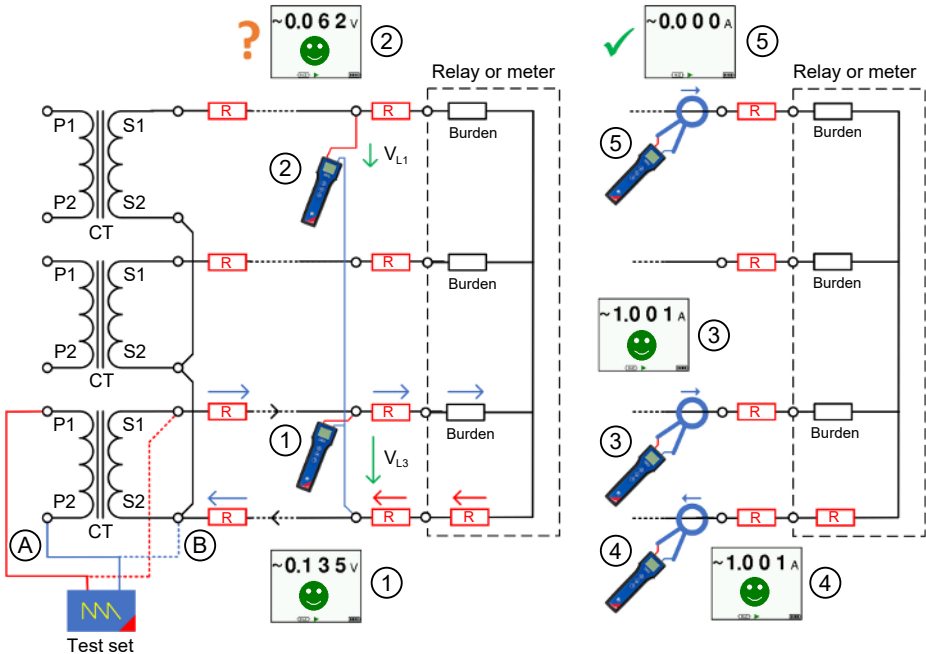 ~0.062 V
?
2
~0.000 A
5
Relay or meter
Relay or meter
P1
S1
R
R
Burden
R
Burden
2
VL1
5
P2
S2
CT
P1
S1
R
R
Burden
R
Burden
~1.001 A
3
P2
S2
CT
P1
S1
R
R
Burden
R
Burden
1
VL3
3
P2
S2
R
R
R
R
R
CT
A
B
4
~0.135 V
1
~1.001 A
4
Test set